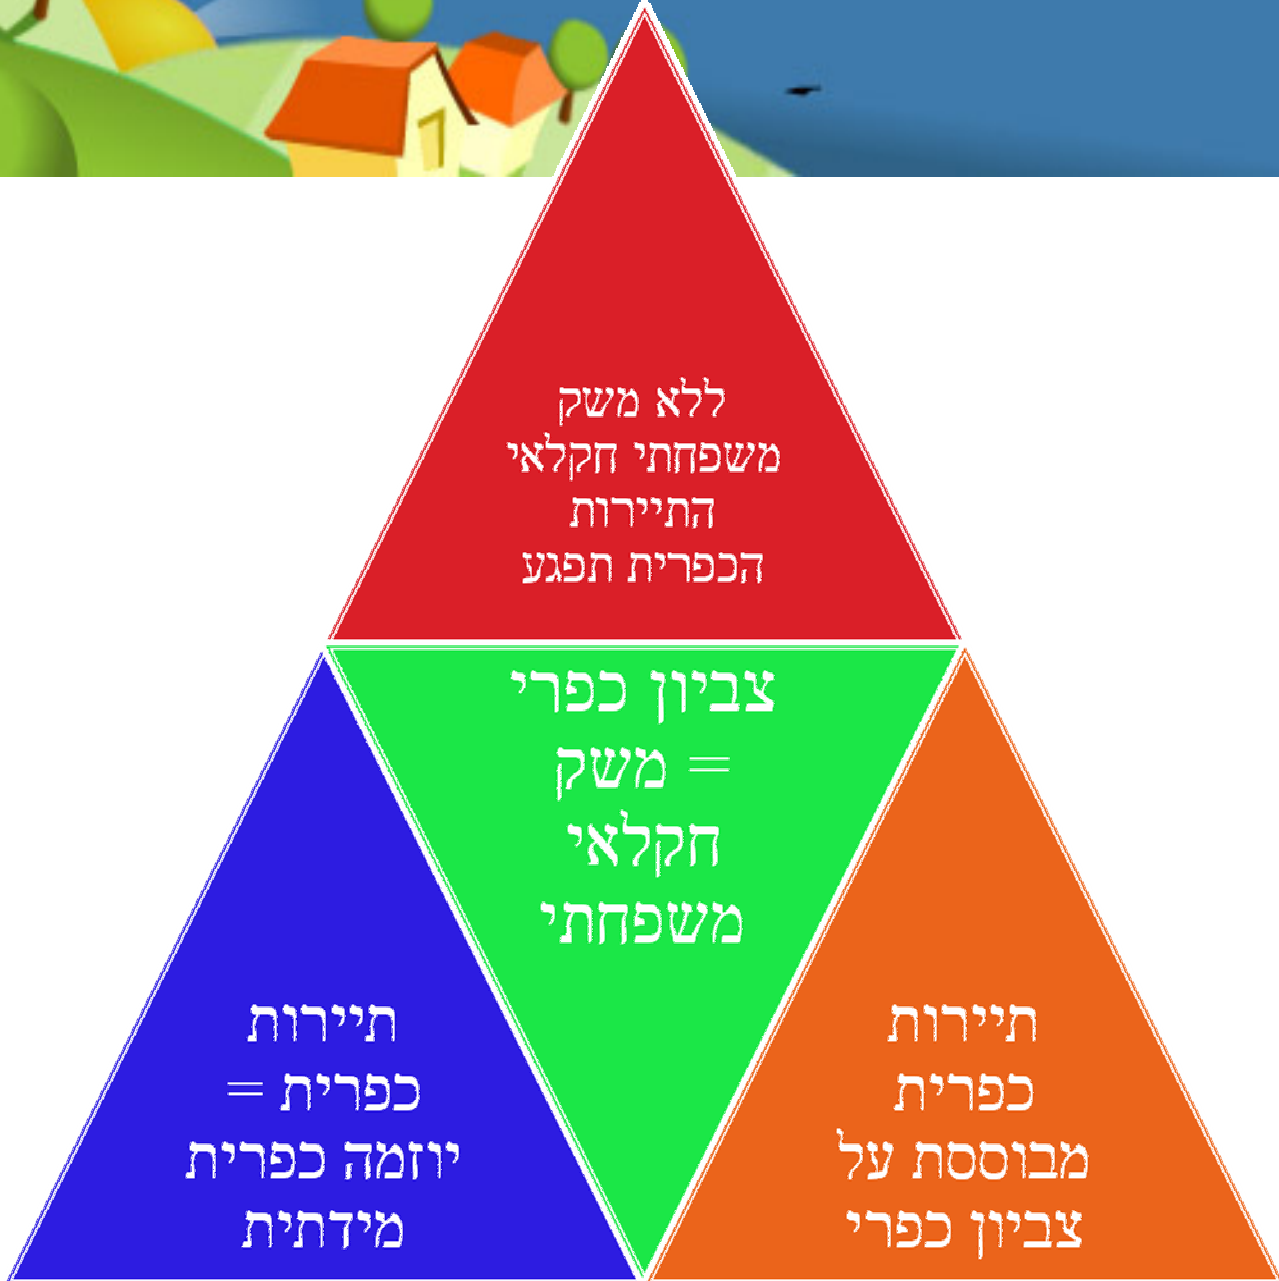 ללא משק
משפחתי חקלאי
התיירות
הכפרית תפגע
צביון כפרי
= משק
חקלאי
משפחתי
תיירות
כפרית
מבוססת על
צביון כפרי
תיירות
כפרית =
יוזמה כפרית
מידתית